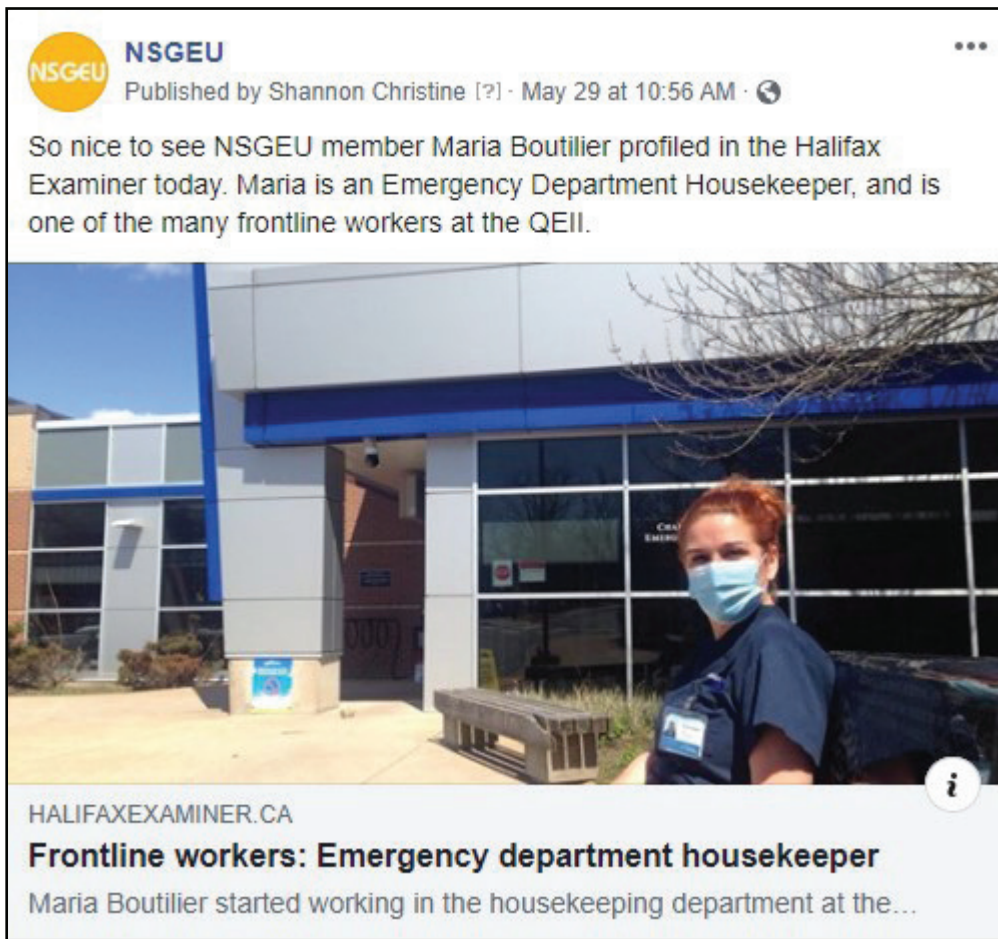 NSGEU
NSGEU
Published by Shannon Christine [?] · May 29 at 10:56 AM ·
So nice to see NSGEU member Maria Boutilier profiled in the Halifax
Examiner today. Maria is an Emergency Department Housekeeper, and is
one of the many frontline workers at the QEII.
HALIFAXEXAMINER.CA
Frontline workers: Emergency department housekeeper
Maria Boutilier started working in the housekeeping department at the...